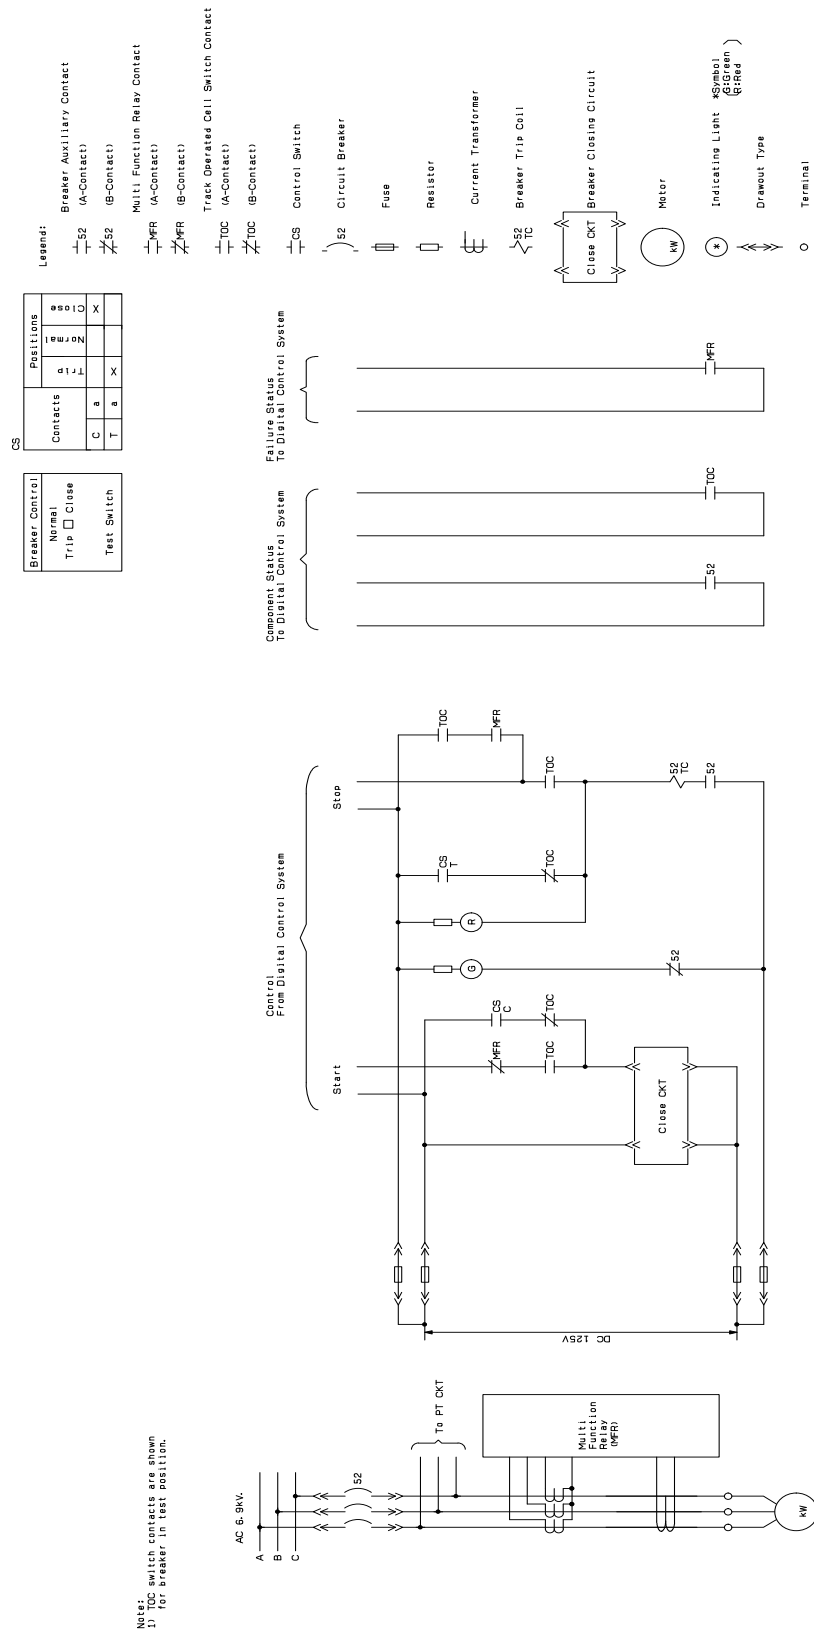 Note:
1) TOC switch contacts are shown
for breaker in test position.
AC 6.9kV.
A
B
C
52
To PT CKT
Multi
Function
Relay
(MFR)
kW
DC 125V
Control
From Digital Control System
Start
Stop
MFR
TOC
CS
C
TOC
Close CKT
G
52
R
CS
T
TOC
TOC
MFR
TOC
52
TC
52
Component Status
To Digital Control System
52
TOC
Failure Status
To Digital Control System
MFR
Breaker Control
Normal
Trip □ Close
Test Switch
CS
Contacts
Positions
Trip
Normal
Close
C
a
X
T
a
X
Legend:
52
Breaker Auxiliary Contact
(A-Contact)
52
(B-Contact)
Multi Function Relay Contact
MFR
(A-Contact)
MFR
(B-Contact)
Track Operated Cell Switch Contact
TOC
(A-Contact)
TOC
(B-Contact)
CS
Control Switch
52
Circuit Breaker
Fuse
Resistor
Current Transformer
52
TC
Breaker Trip Coil
Close CKT
Breaker Closing Circuit
kW
Motor
*
Indicating Light
*Symbol
(G:Green
R:Red)
Drawout Type
Terminal